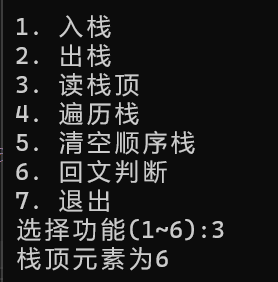 1. 入栈
2. 出栈
3. 读栈顶
4. 遍历栈
5. 清空顺序栈
6. 回文判断
7. 退出
选择功能(1~6):3
栈顶元素为6